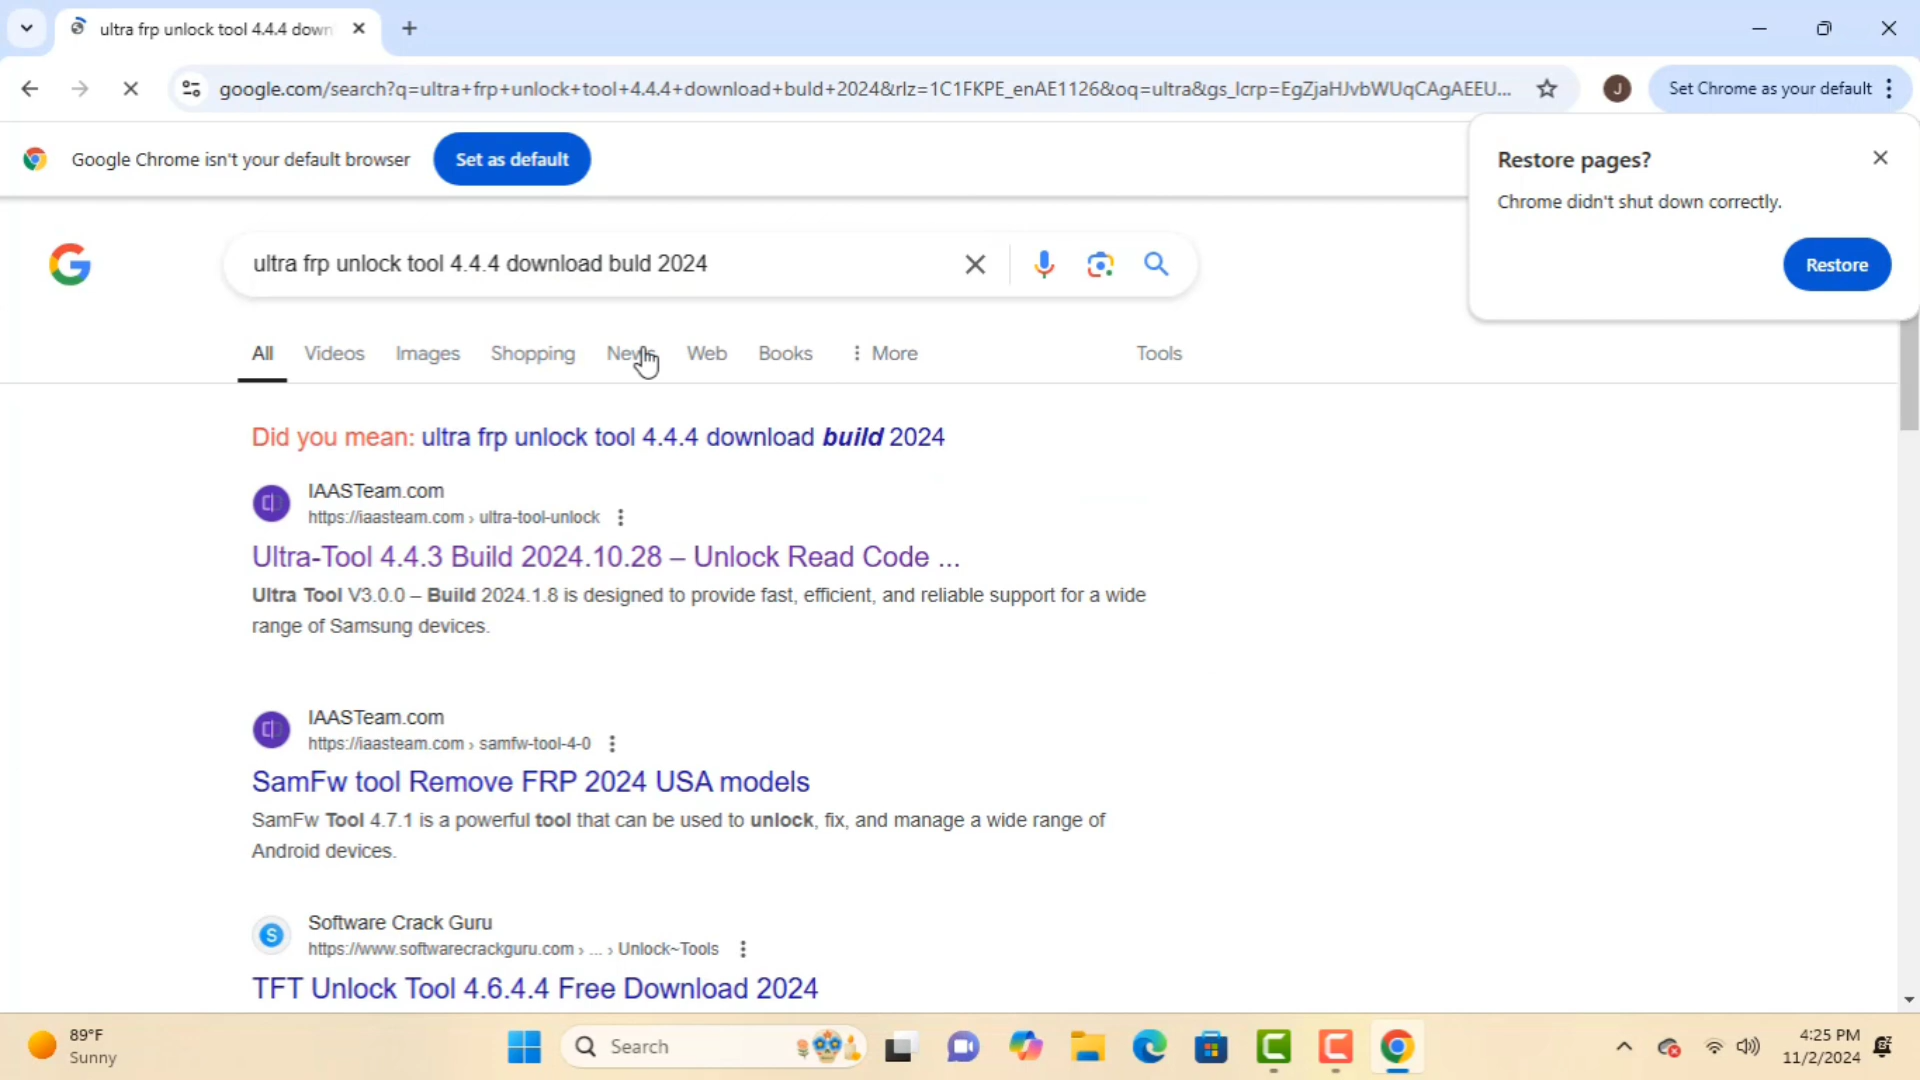 ultra frp unlock tool 4.4.4 down
google.com/search?q=ultra+frp+unlock+tool+4.4.4+download+buld+2024&rlz=1C1FKPE_enAE1126&oq=ultra&gs_lcrp=EgZjaHJvbWUqCAgAEEU...
J
Set Chrome as your default
Google Chrome isn't your default browser
Set as default
Restore pages?
Chrome didn't shut down correctly.
Restore
ultra frp unlock tool 4.4.4 download buld 2024
All Videos Images Shopping News Web Books More Tools
Did you mean: ultra frp unlock tool 4.4.4 download build 2024
IAASTeam.com
https://iaasteam.com › ultra-tool-unlock
Ultra-Tool 4.4.3 Build 2024.10.28 – Unlock Read Code ...
Ultra Tool V3.0.0 – Build 2024.1.8 is designed to provide fast, efficient, and reliable support for a wide
range of Samsung devices.
IAASTeam.com
https://iaasteam.com › samfw-tool-4-0
SamFw tool Remove FRP 2024 USA models
SamFw Tool 4.7.1 is a powerful tool that can be used to unlock, fix, and manage a wide range of
Android devices.
S
Software Crack Guru
https://www.softwarecrackguru.com › ... › Unlock~Tools
TFT Unlock Tool 4.6.4.4 Free Download 2024
89°F
Sunny
Search
4:25 PM
11/2/2024